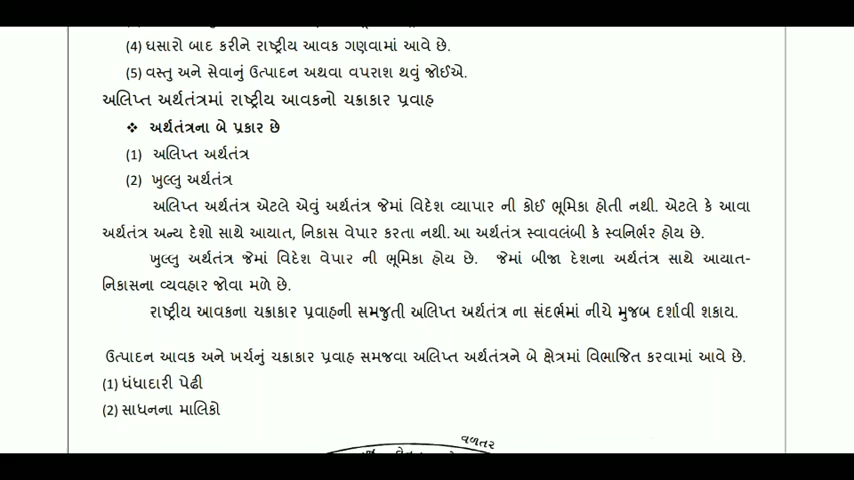 (4) ઘસારો બાદ કરીને રાષ્ટ્રીય આવક ગણવામાં આવે છે.
(5) વસ્તુ અને સેવાનું ઉત્પાદન અથવા વપરાશ થવું જોઈએ.
અલિપ્ત અર્થતંત્રમાં રાષ્ટ્રીય આવકનો ચક્રાકાર પ્રવાહ
❖ અર્થતંત્રના બે પ્રકાર છે
(1) અલિપ્ત અર્થતંત્ર
(2) ખુલ્લુ અર્થતંત્ર
અલિપ્ત અર્થતંત્ર એટલે એવું અર્થતંત્ર જેમાં વિદેશ વ્યાપાર ની કોઈ ભૂમિકા હોતી નથી. એટલે કે આવા
અર્થતંત્ર અન્ય દેશો સાથે આયાત, નિકાસ વેપાર કરતા નથી. આ અર્થતંત્ર સ્વાવલંબી કે સ્વનિર્ભર હોય છે.
ખુલ્લુ અર્થતંત્ર જેમાં વિદેશ વેપાર ની ભૂમિકા હોય છે. જેમાં બીજા દેશના અર્થતંત્ર સાથે આયાત-
નિકાસના વ્યવહાર જોવા મળે છે.
રાષ્ટ્રીય આવકના ચક્રાકાર પ્રવાહની સમજુતી અલિપ્ત અર્થતંત્ર ના સંદર્ભમાં નીચે મુજબ દર્શાવી શકાય.
ઉત્પાદન આવક અને ખર્ચનું ચક્રાકાર પ્રવાહ સમજવા અલિપ્ત અર્થતંત્રને બે ક્ષેત્રમાં વિભાજિત કરવામાં આવે છે.
(1) ધંધાદારી પેઢી
(2) સાધનના માલિકો
વળતર